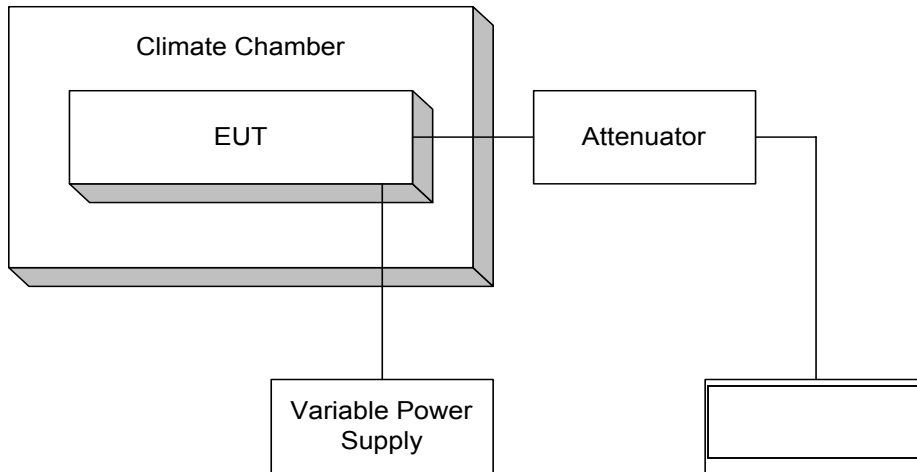 Climate Chamber
EUT
Attenuator
Variable Power
Supply